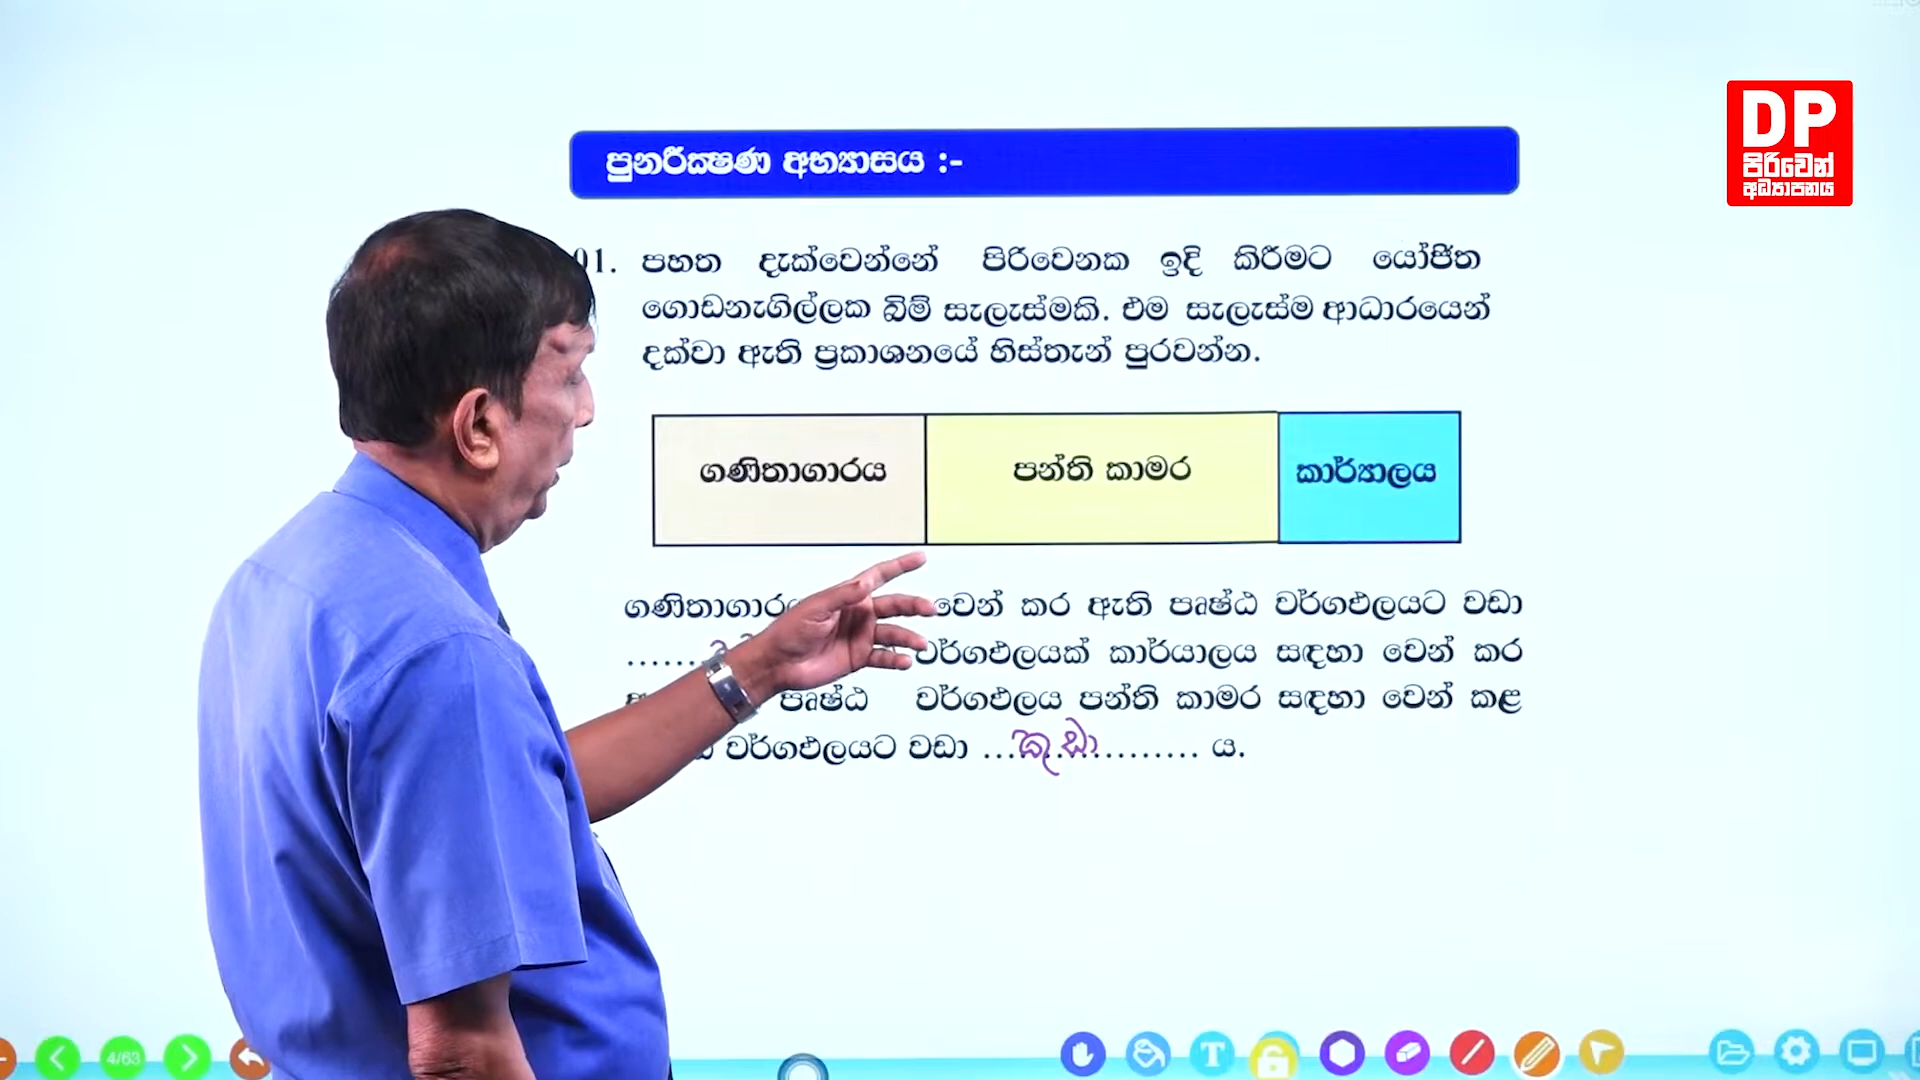 DP
පිරිවෙන්
අධ්‍යාපනය
පුනරීක්ෂණ අභ්‍යාසය :-
01. පහත දැක්වෙන්නේ පිරිවෙනක ඉදි කිරීමට යෝජිත
ගොඩනැගිල්ලක බිම් සැලැස්මකි. එම සැලැස්ම ආධාරයෙන්
දක්වා ඇති ප්‍රකාශනයේ හිස්තැන් පුරවන්න.
ගණිතාගාරය පන්ති කාමර කාර්යාලය
වෙන් කර ඇති පෘෂ්ඨ වර්ගඵලයට වඩා
....... වර්ගඵලයක් කාර්යාලය සඳහා වෙන් කර
පෘෂ්ඨ වර්ගඵලය පන්ති කාමර සඳහා වෙන් කළ
වර්ගඵලයට වඩා ...කුඩා........... ය.
4/63
T